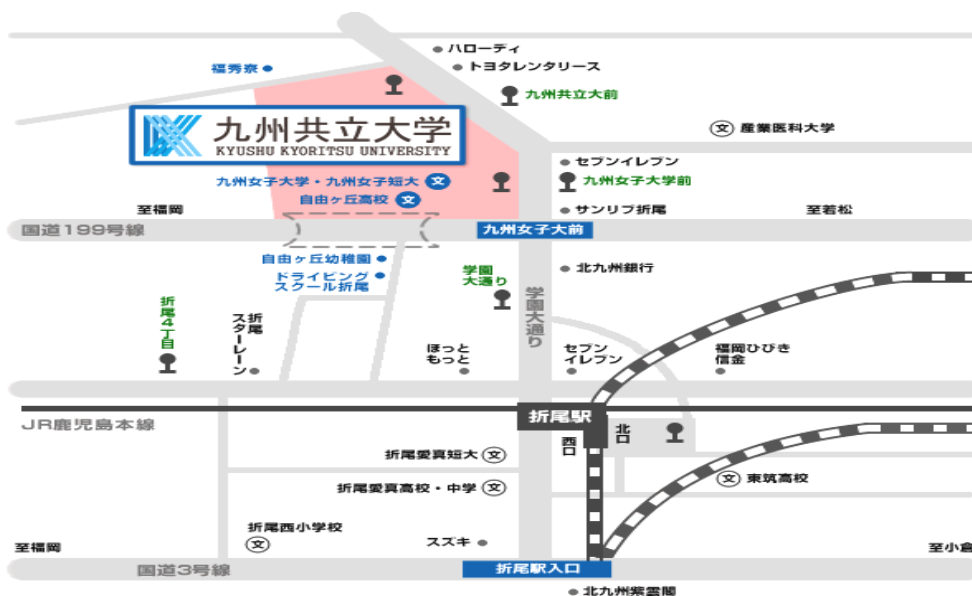 ハローディ
福秀寮
トヨタレンタリース
九州共立大前
九州共立大学
KYUSHU KYORITSU UNIVERSITY
文 産業医科大学
セブンイレブン
九州女子大学・九州女子短大 文
九州女子大学前
自由ヶ丘高校 文
至福岡
サンリブ折尾
至若松
国道199号線
九州女子大前
自由ヶ丘幼稚園
学園
大通り
北九州銀行
ドライビング
スクール折尾
学園大通り
折尾4丁目
折尾
スターレーン
ほっと
もっと
セブン
イレブン
福岡ひびき
信金
折尾駅
JR鹿児島本線
西口
北口
折尾愛真短大 文
文 東筑高校
折尾愛真高校・中学 文
折尾西小学校
文
至福岡
スズキ
至小倉
国道3号線
折尾駅入口
北九州紫雲閣